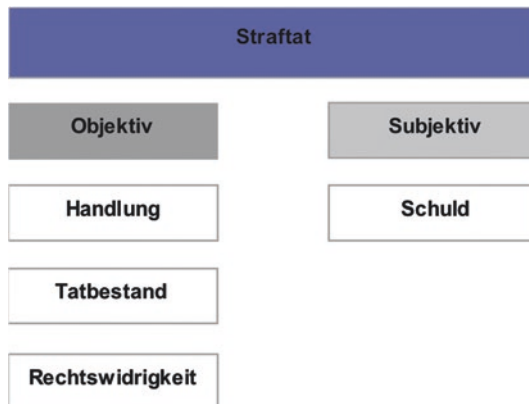 Straftat
Objektiv
Subjektiv
Handlung
Schuld
Tatbestand
Rechtswidrigkeit